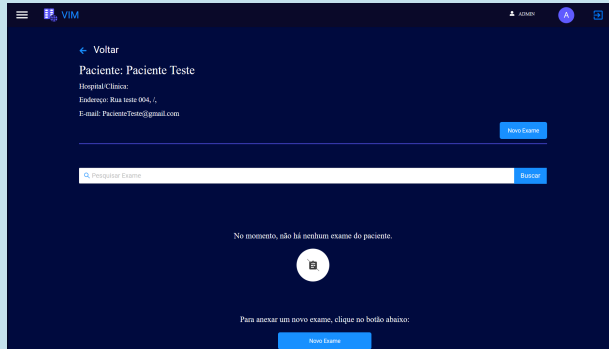 VIM
ADMIN
A
Voltar
Paciente: Paciente Teste
Hospital/Clínica:
Endereço: Rua teste 004, /,
E-mail: PacienteTeste@gmail.com
Novo Exame
Pesquisar Exame
Buscar
No momento, não há nenhum exame do paciente.
Para anexar um novo exame, clique no botão abaixo:
Novo Exame